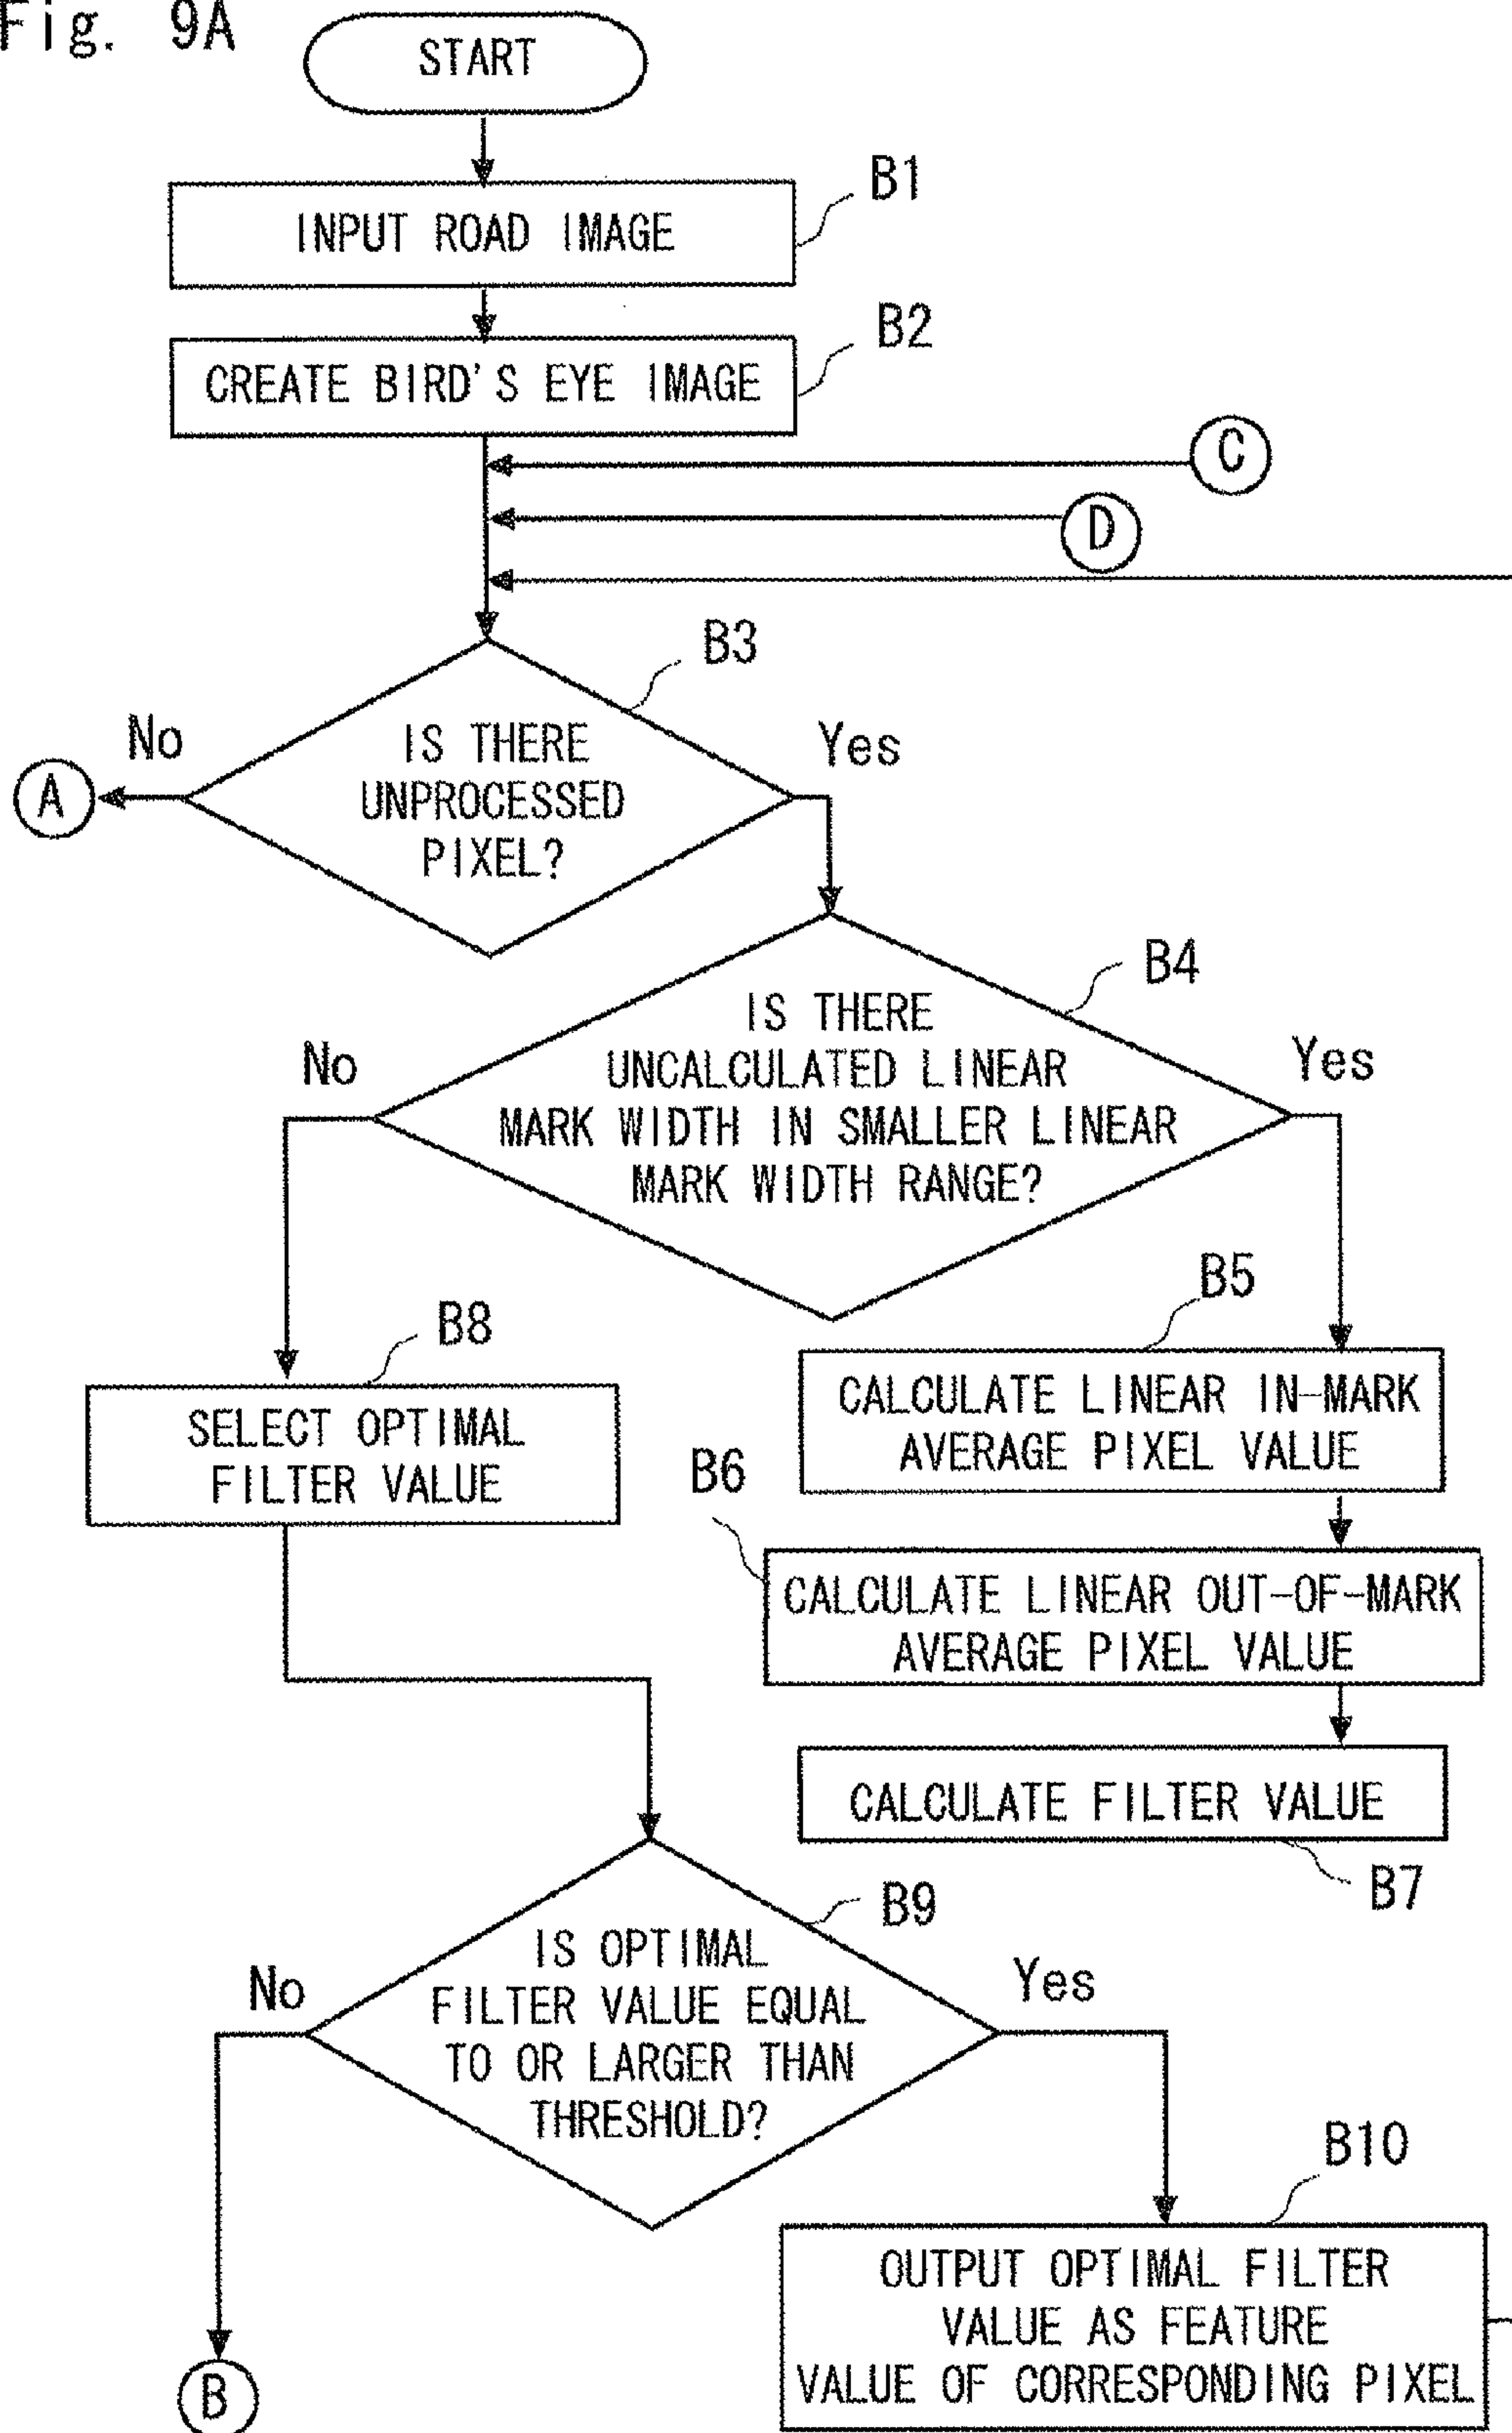 Fig. 9A
START
B1
INPUT ROAD IMAGE
B2
CREATE BIRD'S EYE IMAGE
C
D
B3
No
IS THERE
UNPROCESSED
PIXEL?
Yes
A
B4
No
IS THERE
UNCALCULATED LINEAR
MARK WIDTH IN SMALLER LINEAR
MARK WIDTH RANGE?
Yes
B5
CALCULATE LINEAR IN-MARK
AVERAGE PIXEL VALUE
B8
SELECT OPTIMAL
FILTER VALUE
B6
CALCULATE LINEAR OUT-OF-MARK
AVERAGE PIXEL VALUE
CALCULATE FILTER VALUE
B7
B9
No
IS OPTIMAL
FILTER VALUE EQUAL
TO OR LARGER THAN
THRESHOLD?
Yes
B10
OUTPUT OPTIMAL FILTER
VALUE AS FEATURE
VALUE OF CORRESPONDING PIXEL
B